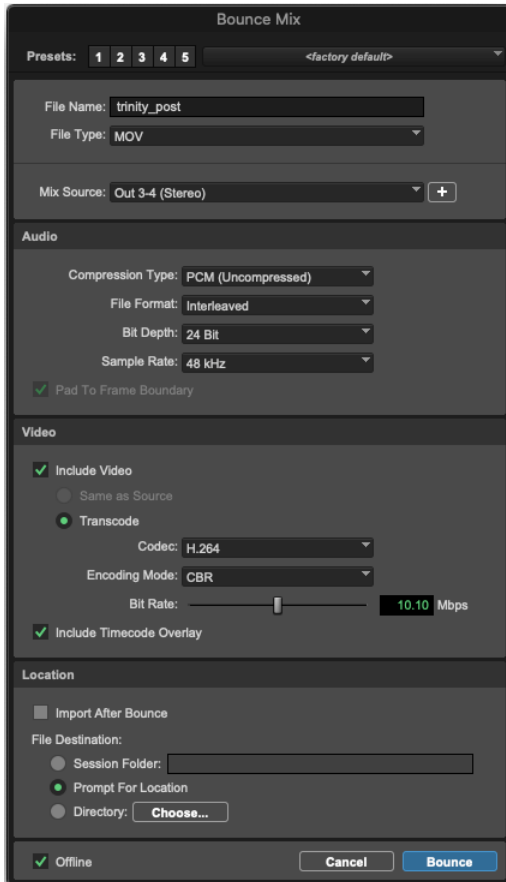 Bounce Mix
Presets: 1 2 3 4 5 <factory default>
File Name: trinity_post
File Type: MOV
Mix Source: Out 3-4 (Stereo) +
Audio
Compression Type: PCM (Uncompressed)
File Format: Interleaved
Bit Depth: 24 Bit
Sample Rate: 48 kHz
Pad To Frame Boundary
Video
Include Video
Same as Source
Transcode
Codec: H.264
Encoding Mode: CBR
Bit Rate: 10.10 Mbps
Include Timecode Overlay
Location
Import After Bounce
File Destination:
Session Folder:
Prompt For Location
Directory: Choose...
Offline Cancel Bounce